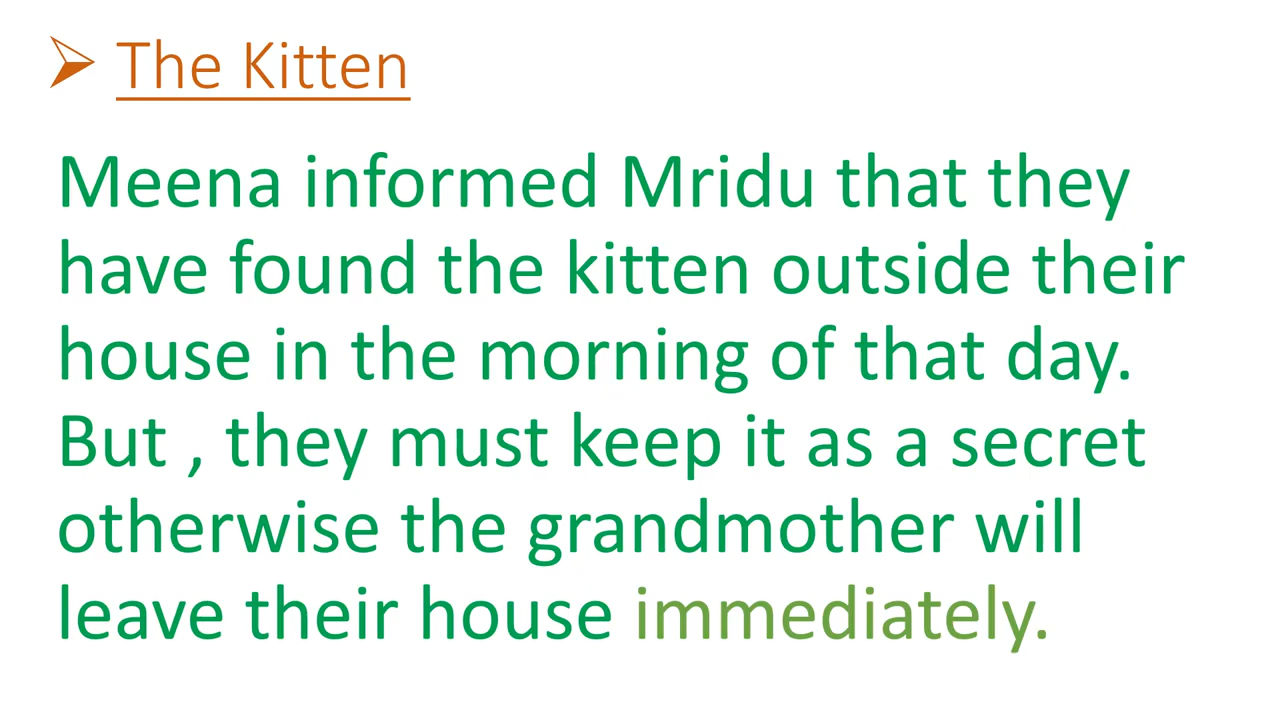 The Kitten
Meena informed Mridu that they
have found the kitten outside their
house in the morning of that day.
But , they must keep it as a secret
otherwise the grandmother will
leave their house immediately.